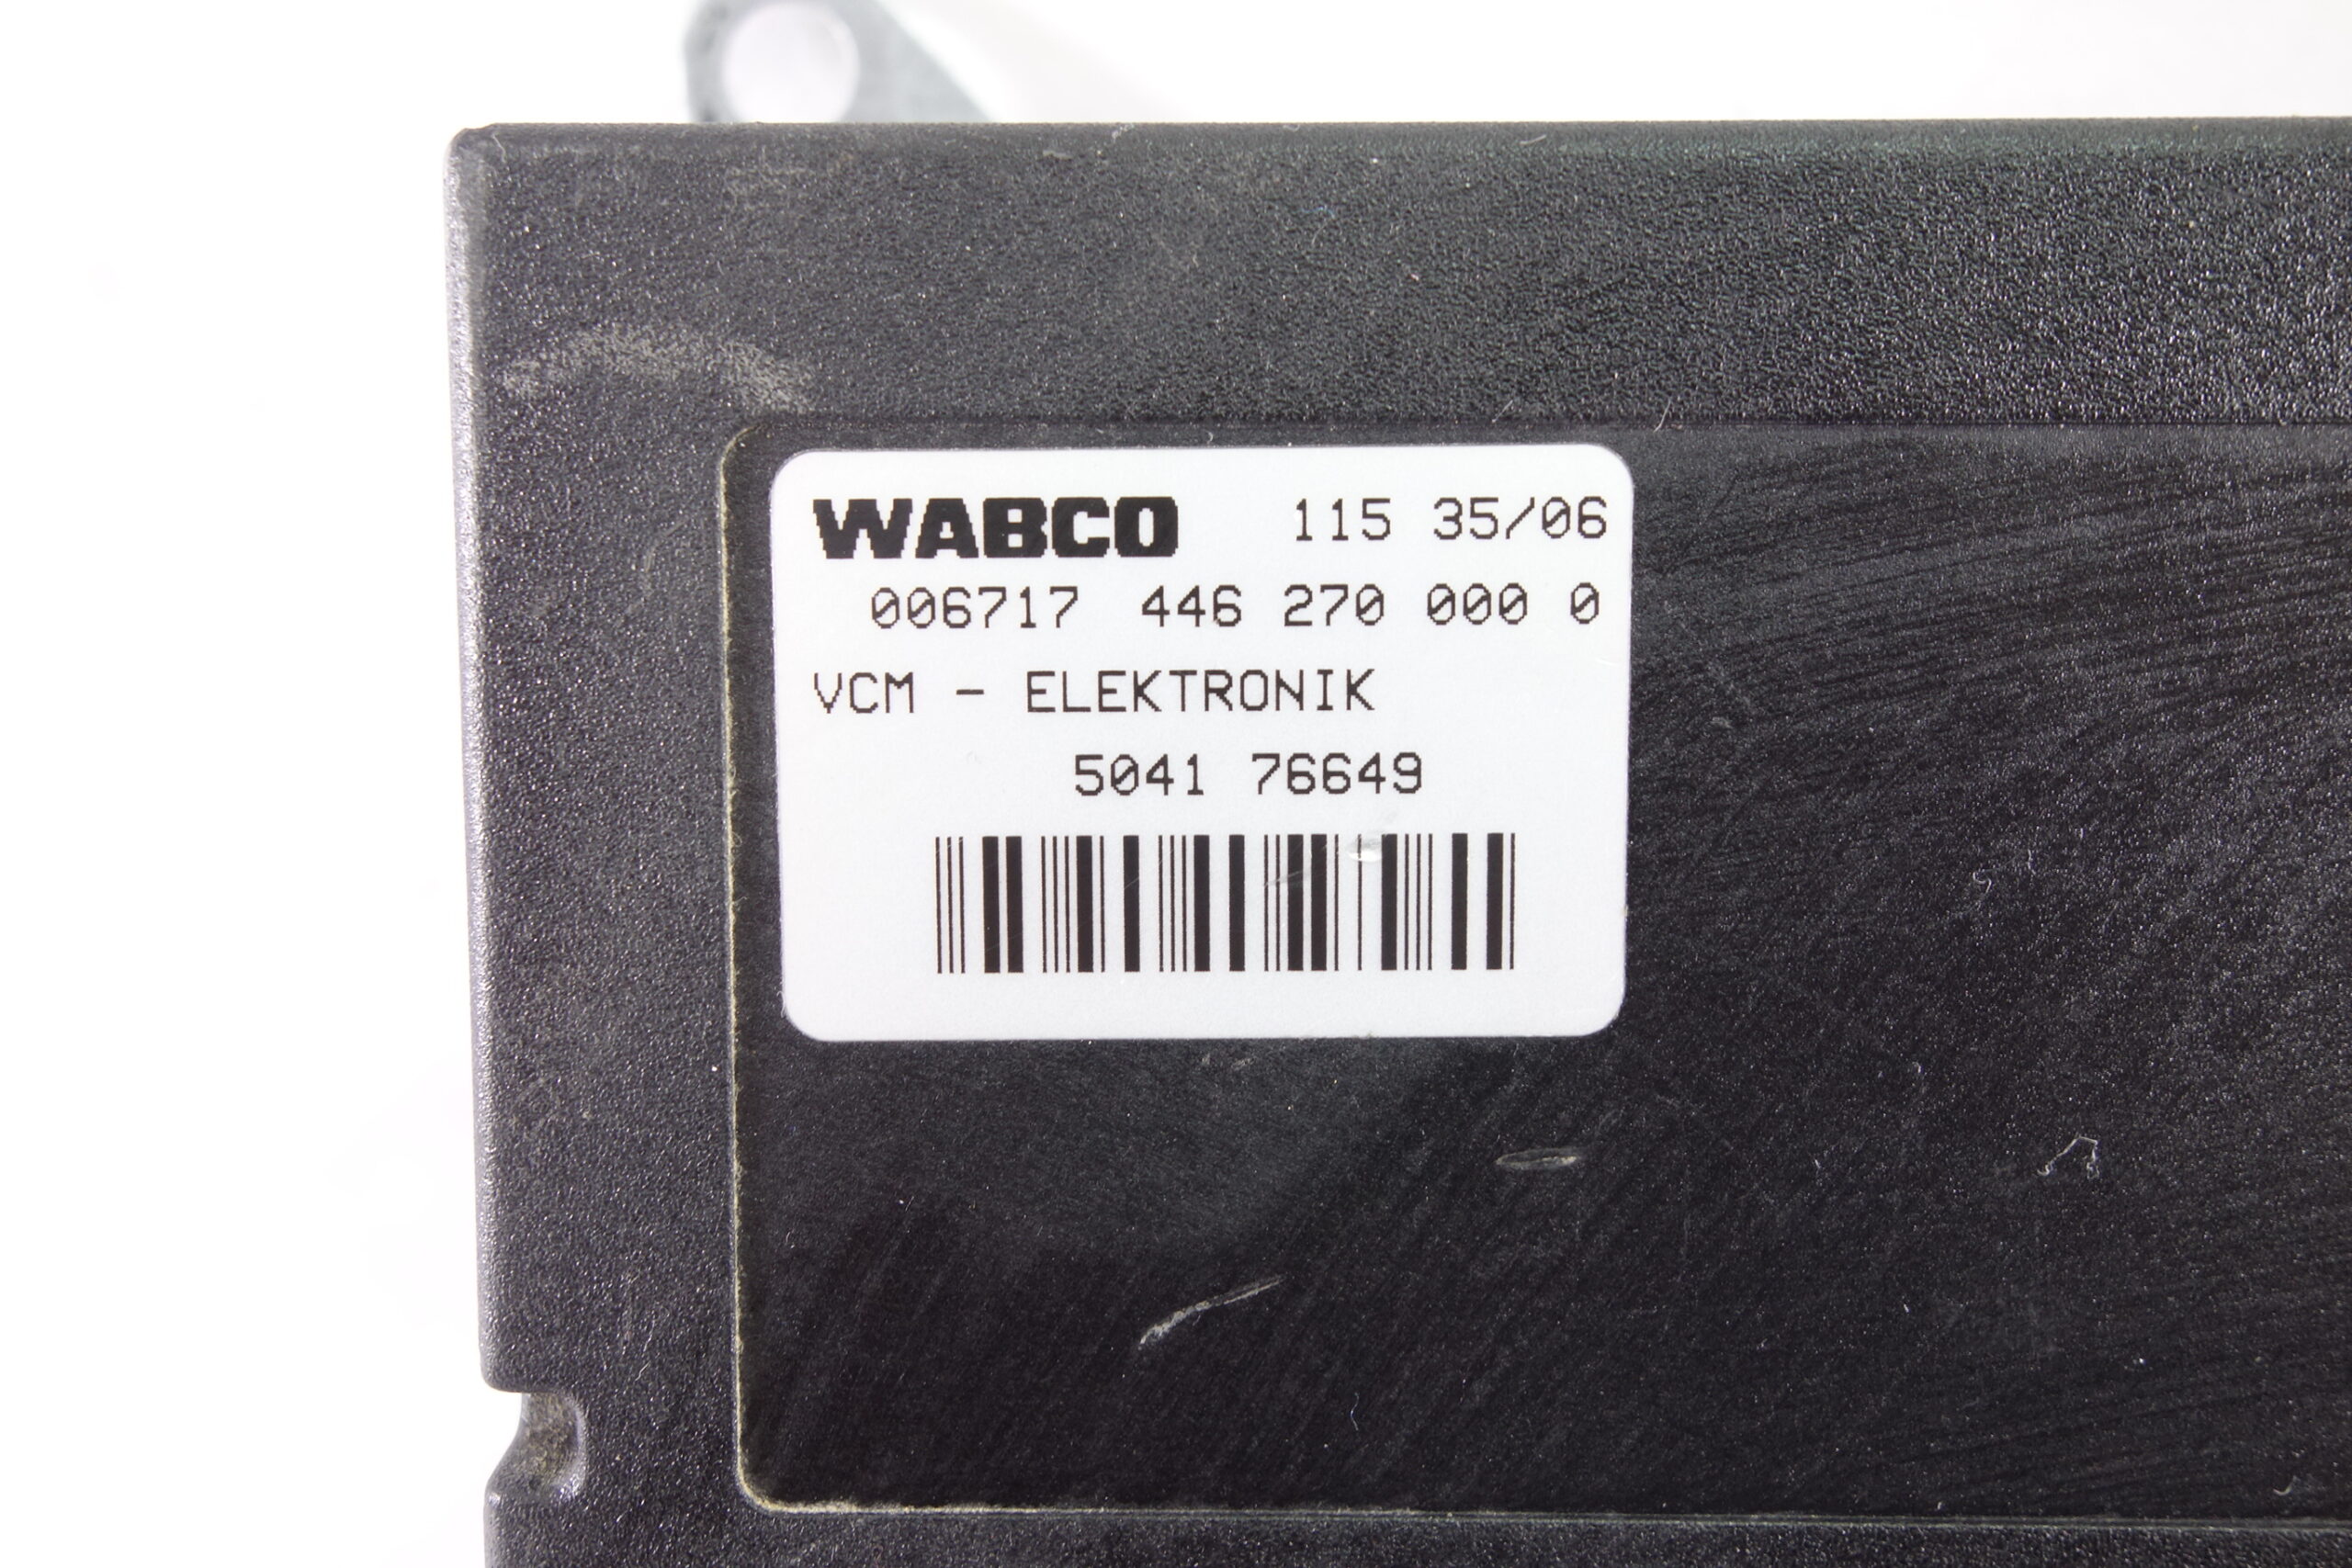 WABCO 115 35/06
006717 446 270 000 0
VCM - ELEKTRONIK
5041 76649